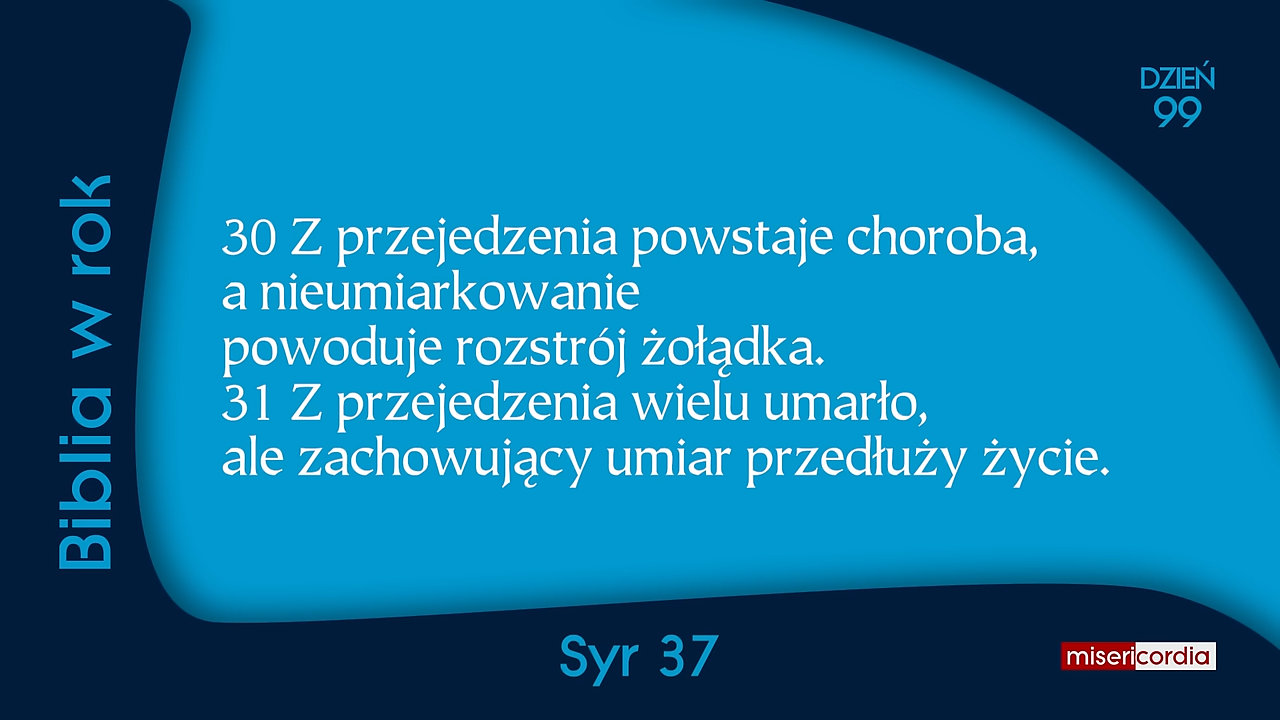 DZIEŃ
99
Biblia w rok
30 Z przejedzenia powstaje choroba,
a nieumiarkowanie
powoduje rozstrój żołądka.
31 Z przejedzenia wielu umarło,
ale zachowujący umiar przedłuży życie.
Syr 37
misericordia